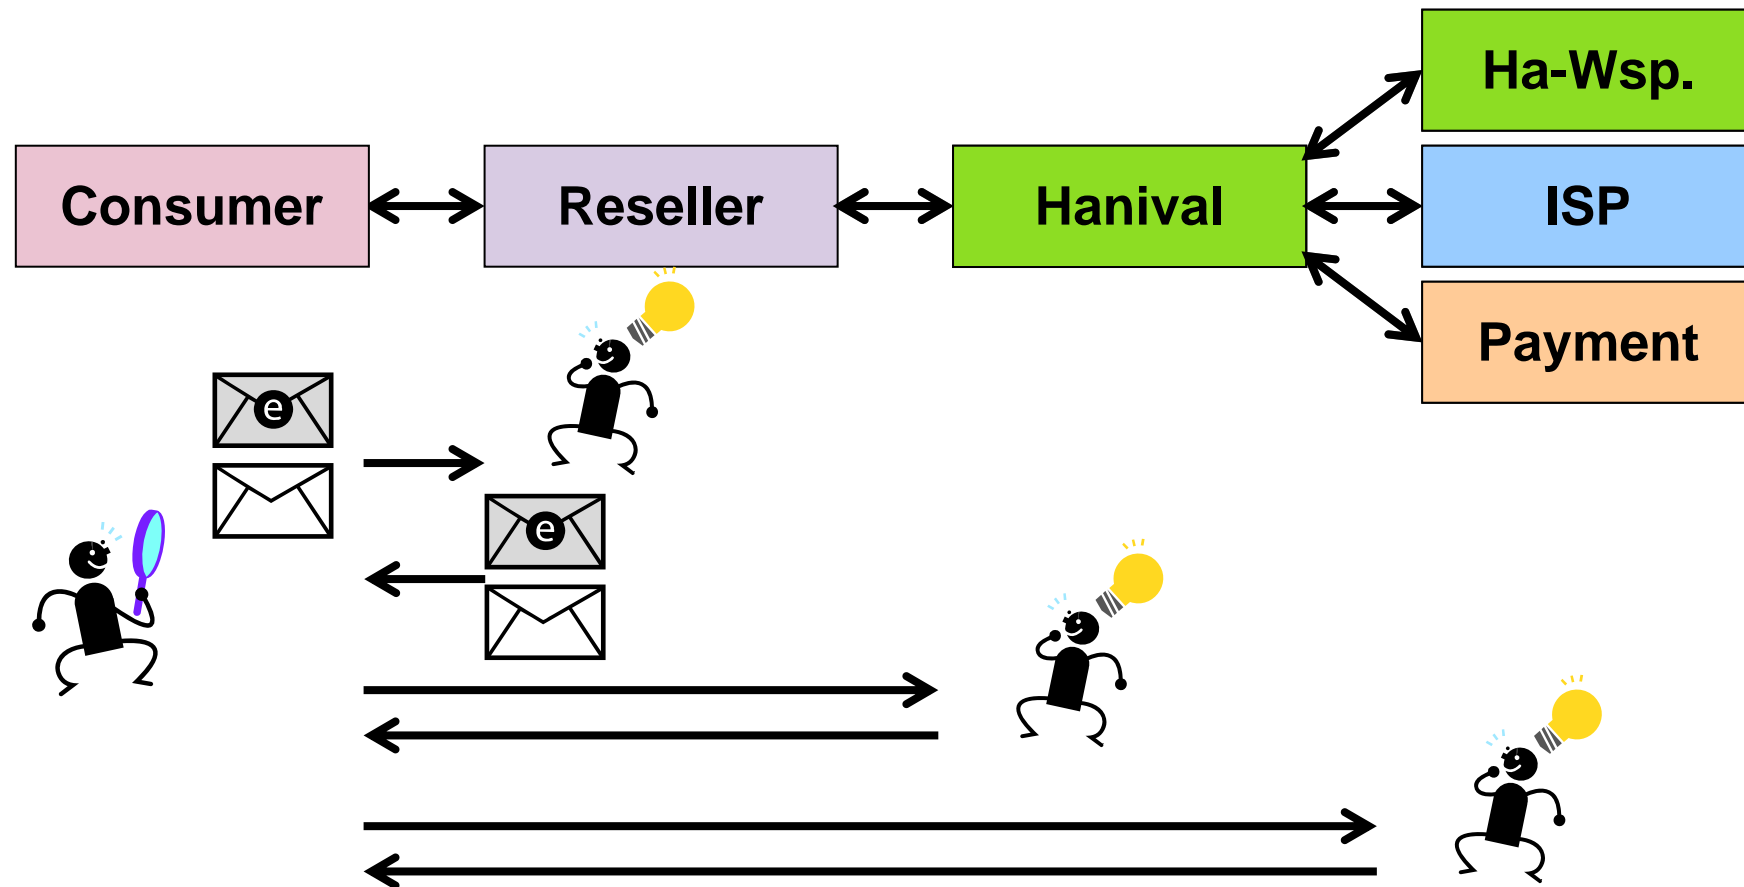 Ha-Wsp.
Consumer
Reseller
Hanival
ISP
Payment
e
e